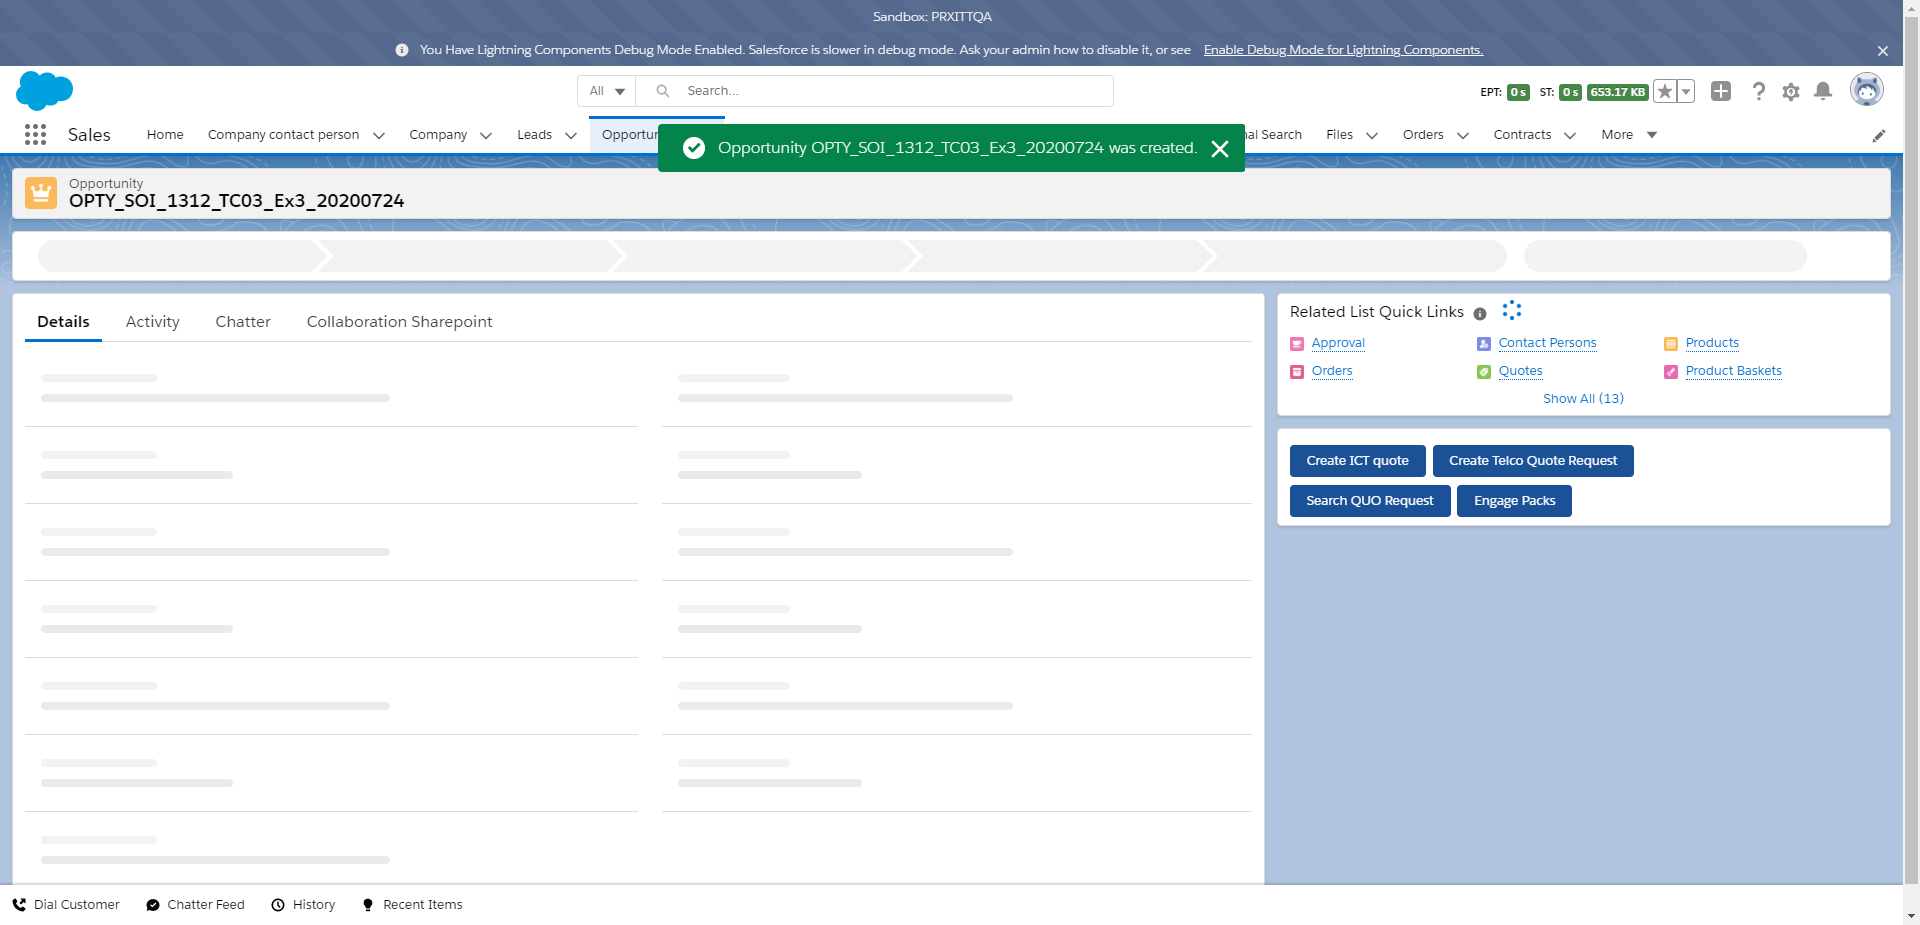 Sandbox: PRXITTQA
You Have Lightning Components Debug Mode Enabled. Salesforce is slower in debug mode. Ask your admin how to disable it, or see Enable Debug Mode for Lightning Components.
All Search...
EPT: 0 s ST: 0 s 653.17 KB
Sales Home Company contact person Company Leads Opportun nal Search Files Orders Contracts More
Opportunity OPTY_SOI_1312_TC03_Ex3_20200724 was created.
Opportunity
OPTY_SOI_1312_TC03_Ex3_20200724
Details Activity Chatter Collaboration Sharepoint
Related List Quick Links
Approval Contact Persons Products
Orders Quotes Product Baskets
Show All (13)
Create ICT quote Create Telco Quote Request
Search QUO Request Engage Packs
Dial Customer Chatter Feed History Recent Items